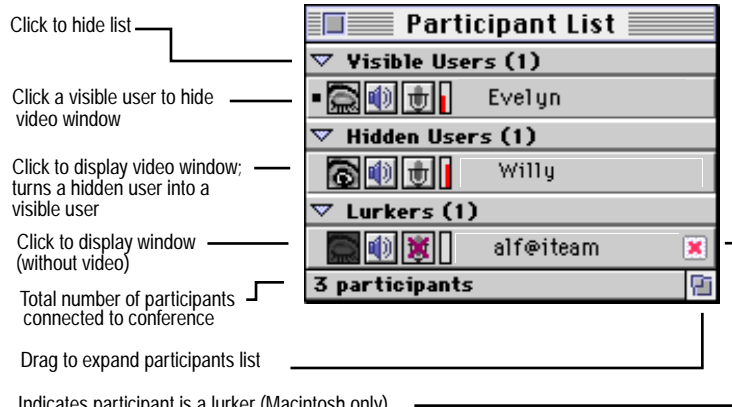 Participant List
Click to hide list
Visible Users (1)
Click a visible user to hide
video window
Evelyn
Hidden Users (1)
Click to display video window;
turns a hidden user into a
visible user
Willy
Lurkers (1)
Click to display window
(without video)
alf@iteam
3 participants
Total number of participants
connected to conference
Drag to expand participants list
Indicates participant is a lurker (Macintosh only)